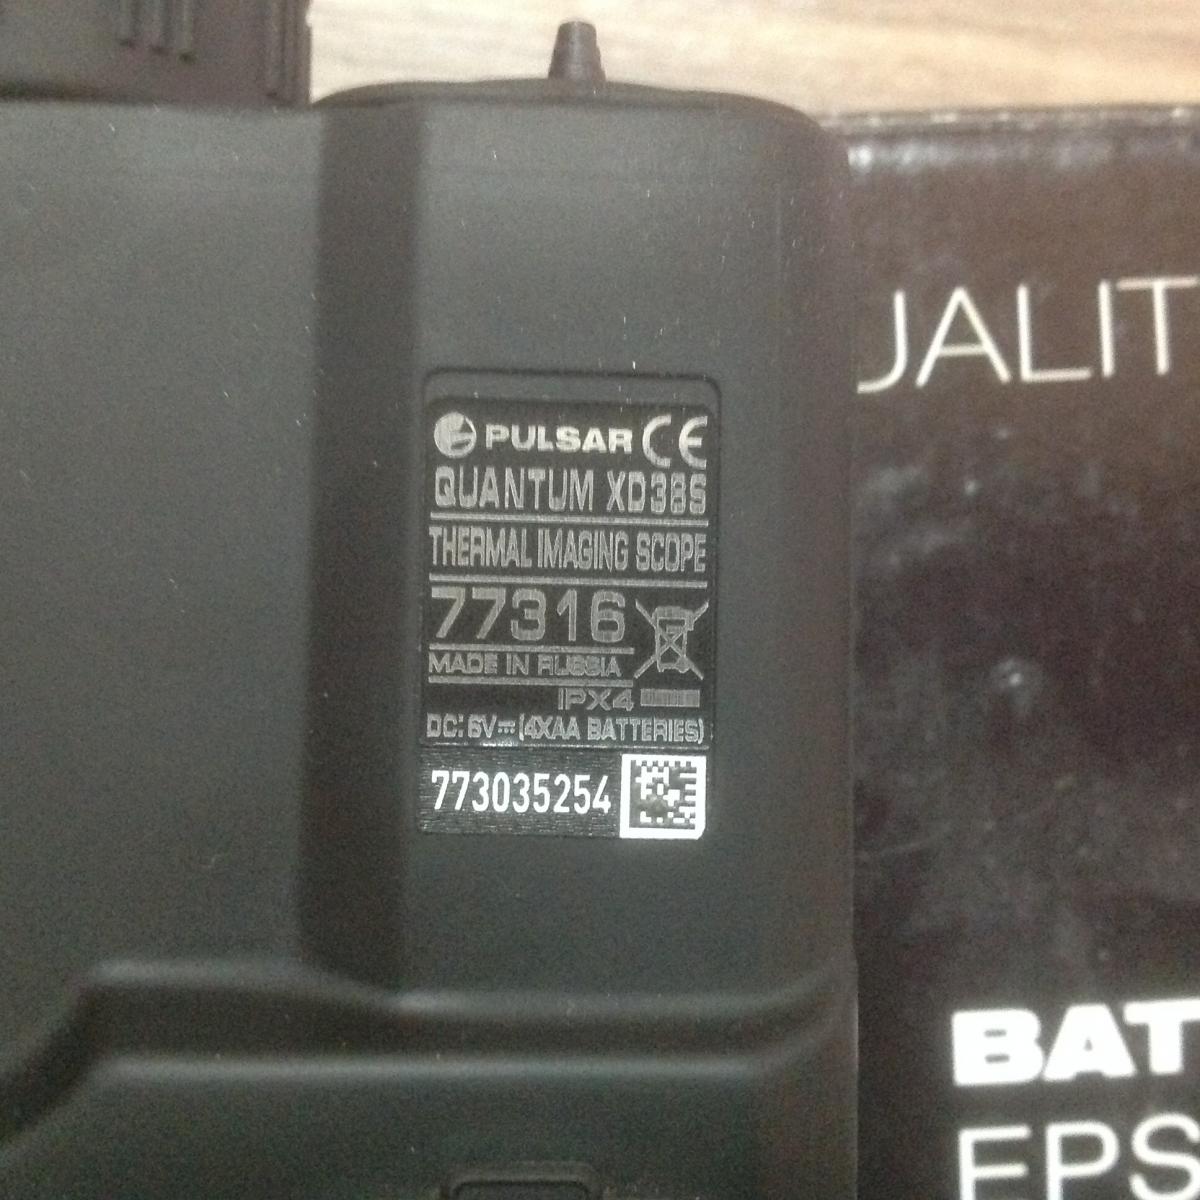 PULSAR CE
QUANTUM XD38S
THERMAL IMAGING SCOPE
77316
MADE IN RUSSIA
IPX4
DC: 6V⎓(4XAA BATTERIES)
773035254
UALIT
BAT
EPS